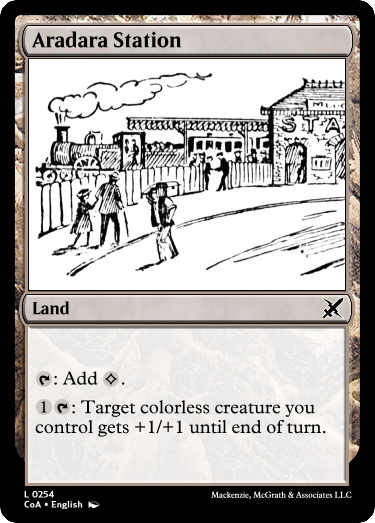 Aradara Station
STA
Land
: Add .
1 : Target colorless creature you
control gets +1/+1 until end of turn.
L 0254
CoA • English
Mackenzie, McGrath & Associates LLC